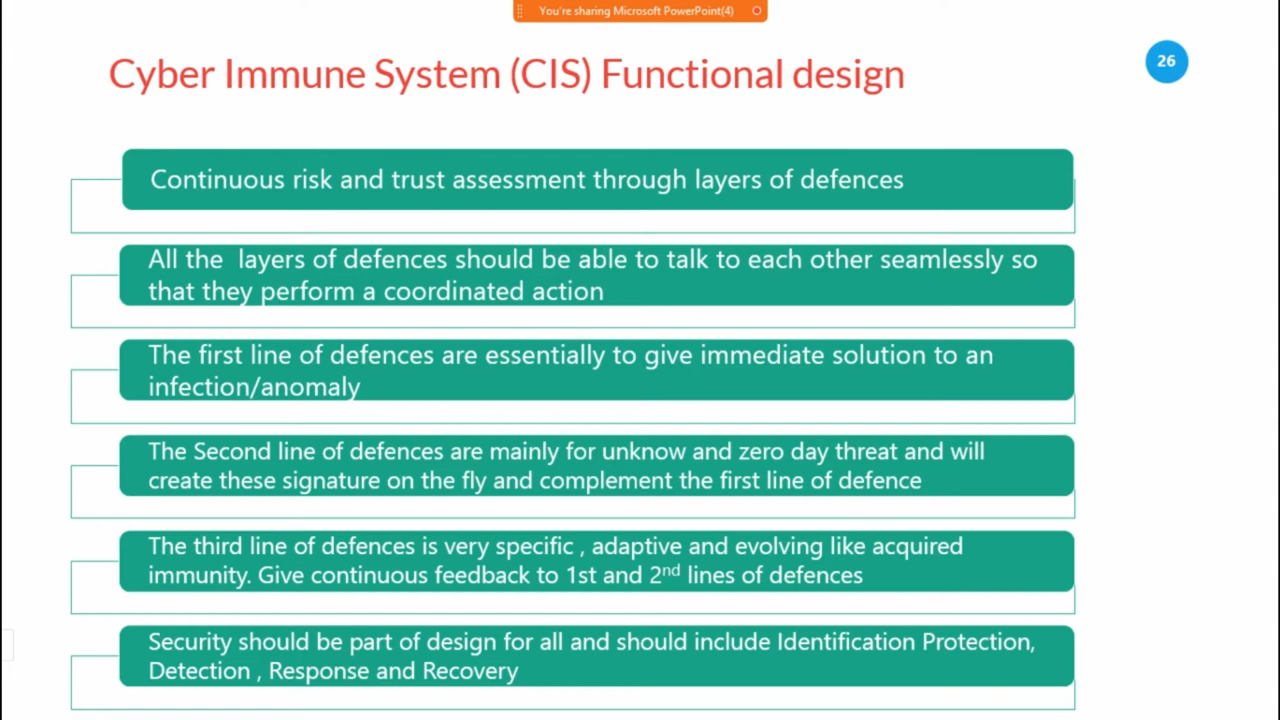 You're sharing Microsoft PowerPoint(4)
Cyber Immune System (CIS) Functional design
26
Continuous risk and trust assessment through layers of defences
All the layers of defences should be able to talk to each other seamlessly so
that they perform a coordinated action
The first line of defences are essentially to give immediate solution to an
infection/anomaly
The Second line of defences are mainly for unknow and zero day threat and will
create these signature on the fly and complement the first line of defence
The third line of defences is very specific , adaptive and evolving like acquired
immunity. Give continuous feedback to 1st and 2nd lines of defences
Security should be part of design for all and should include Identification Protection,
Detection , Response and Recovery